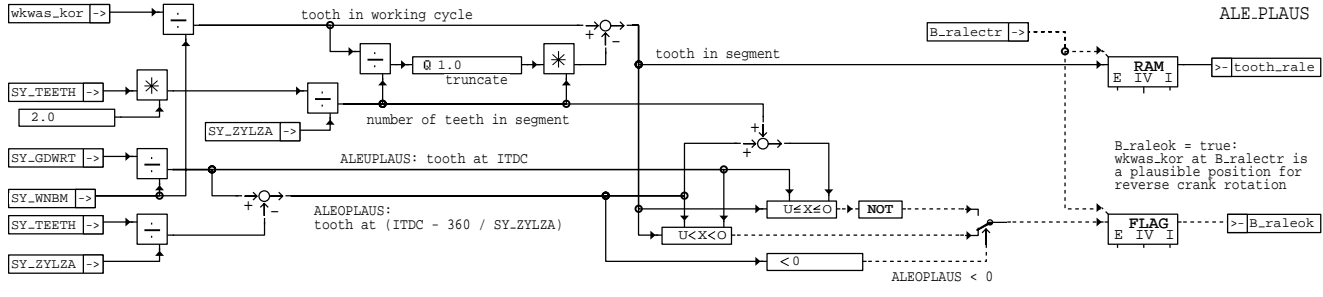 wkwas_kor ->
÷
tooth in working cycle
+
−
B_ralectr ->
ALE_PLAUS
÷
Q 1.0
truncate
*
tooth in segment
RAM
E IV I
>- tooth_rale
SY_TEETH ->
*
2.0
÷
SY_ZYLZA ->
number of teeth in segment
+
+
SY_GDWRT ->
÷
ALEUPLAUS: tooth at ITDC
B_raleok = true:
wkwas_kor at B_ralectr is
a plausible position for
reverse crank rotation
SY_WNBM ->
+
−
ALEOPLAUS:
tooth at (ITDC - 360 / SY_ZYLZA)
U≤X≤O
NOT
SY_TEETH ->
÷
U<X<O
FLAG
E IV I
>- B_raleok
SY_ZYLZA ->
<0
ALEOPLAUS < 0